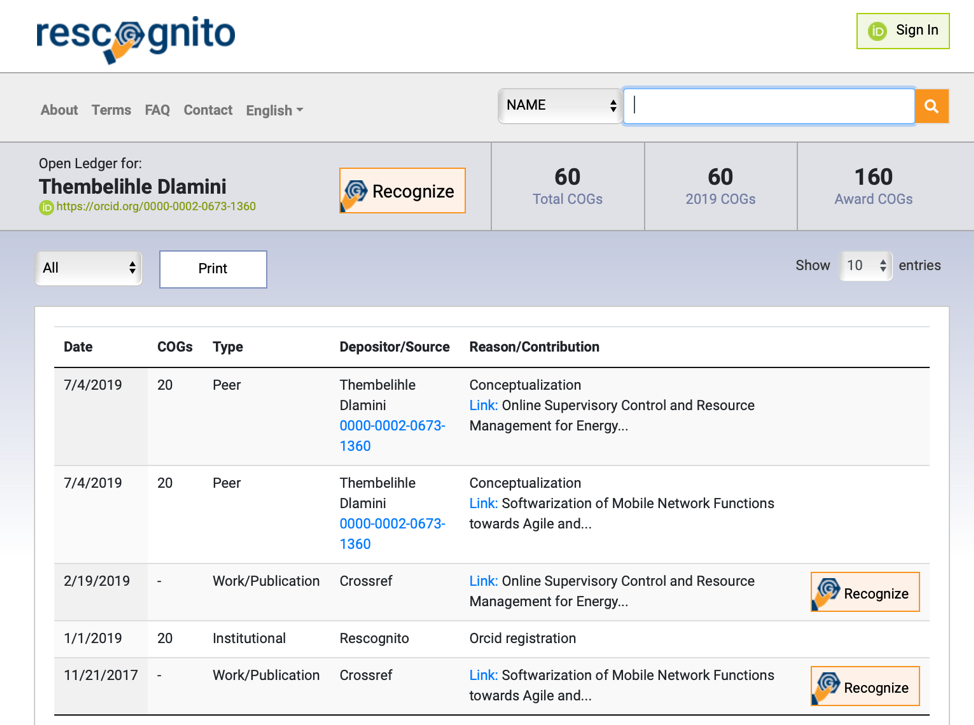 rescognito
iD Sign In
About Terms FAQ Contact English
NAME
Open Ledger for:
Thembelihle Dlamini
iD https://orcid.org/0000-0002-0673-1360
Recognize
60
Total COGs
60
2019 COGs
160
Award COGs
All
Print
Show 10 entries
Date COGs Type Depositor/Source Reason/Contribution
7/4/2019 20 Peer Thembelihle Conceptualization
Dlamini Link: Online Supervisory Control and Resource
0000-0002-0673- Management for Energy...
1360
7/4/2019 20 Peer Thembelihle Conceptualization
Dlamini Link: Softwarization of Mobile Network Functions
0000-0002-0673- towards Agile and...
1360
2/19/2019 - Work/Publication Crossref Link: Online Supervisory Control and Resource
Management for Energy...
Recognize
1/1/2019 20 Institutional Rescognito Orcid registration
11/21/2017 - Work/Publication Crossref Link: Softwarization of Mobile Network Functions
towards Agile and...
Recognize